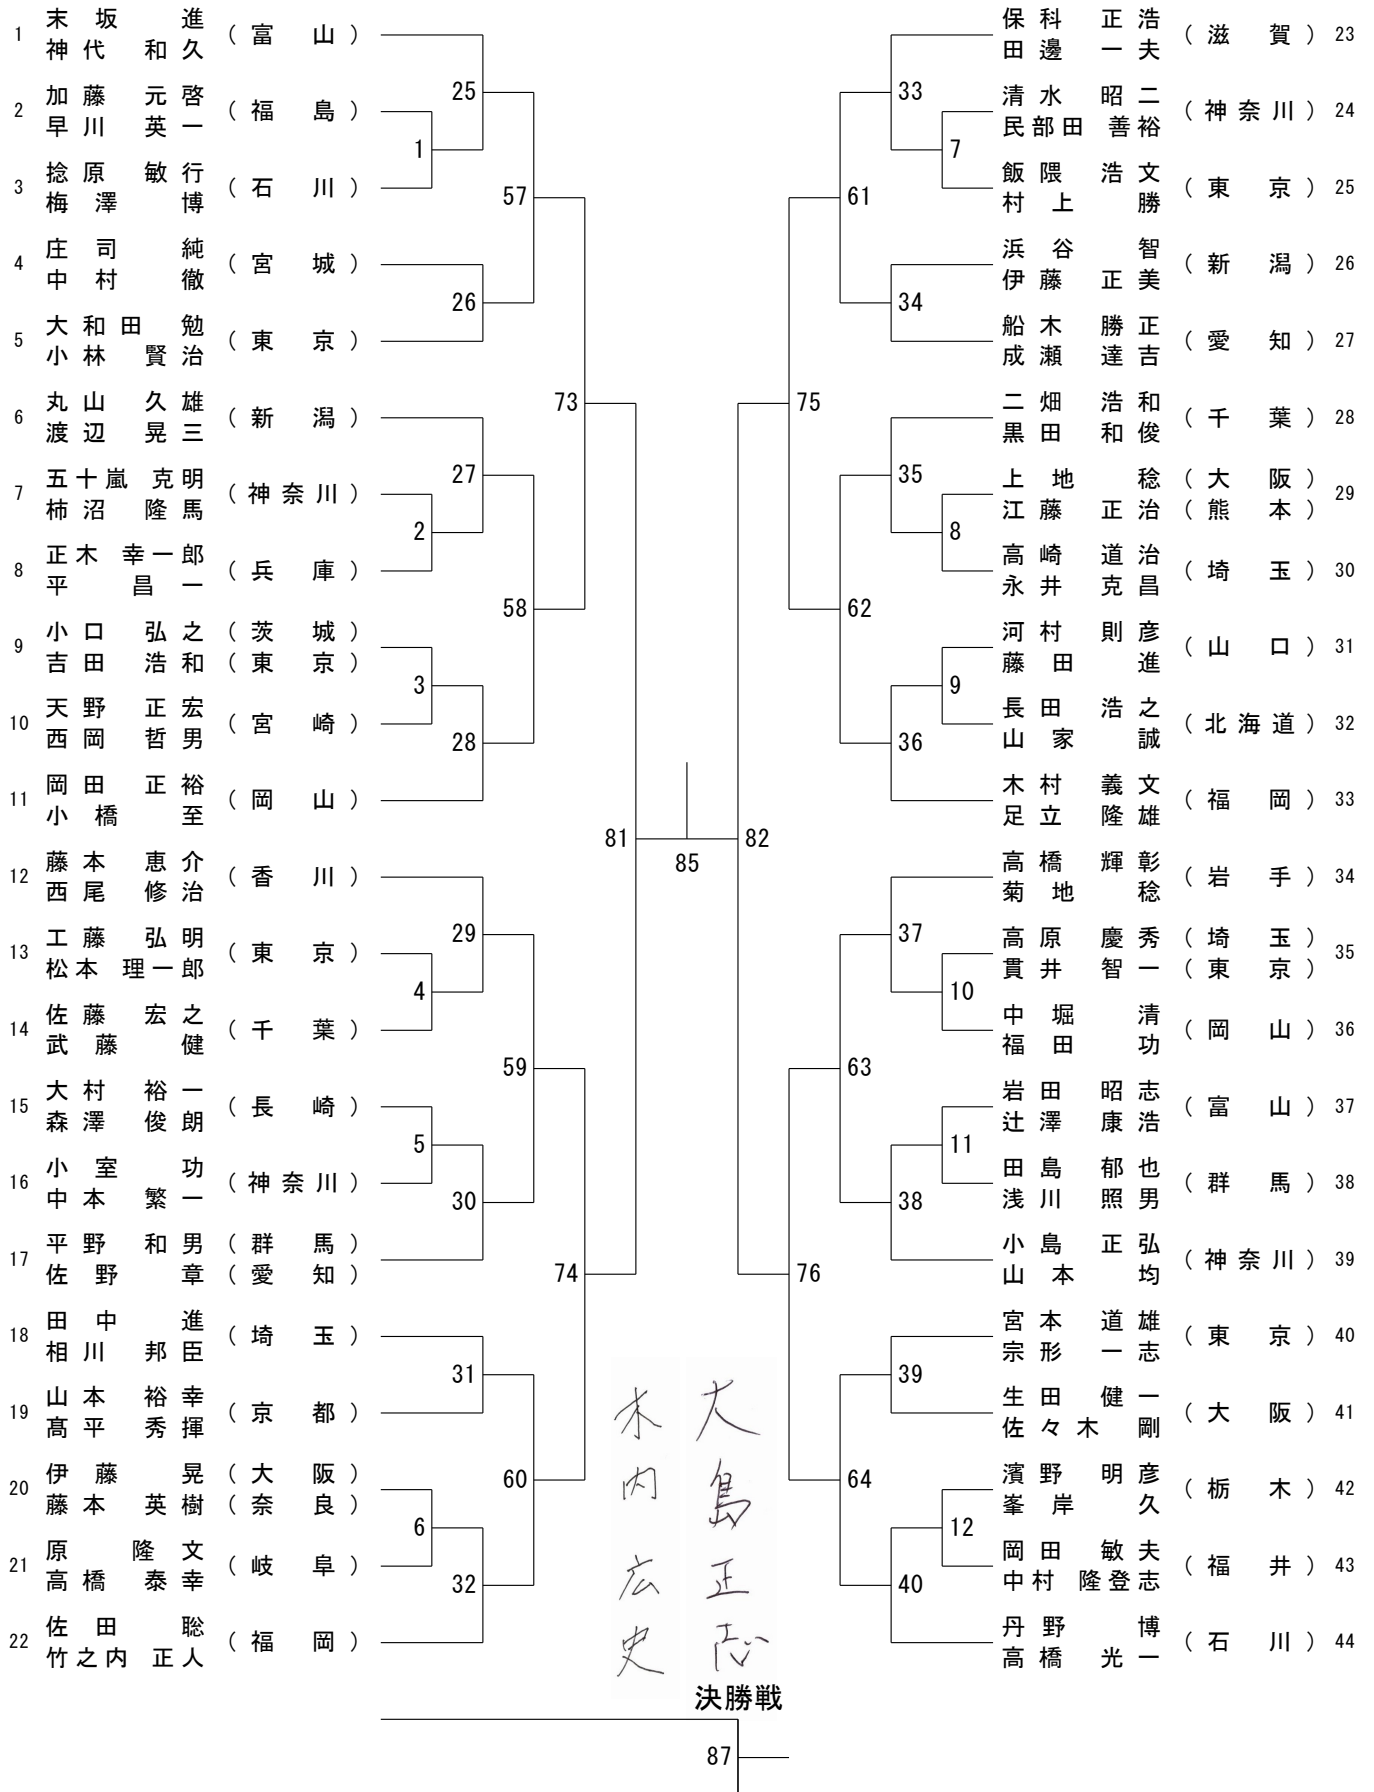 1 末坂 進 (富山)
神代 和久
2 加藤 元啓 (福島)
早川 英一
3 捻原 敏行 (石川)
梅澤 博
4 庄司 純 (宮城)
中村 徹
5 大和田 勉 (東京)
小林 賢治
6 丸山 久雄 (新潟)
渡辺 晃三
7 五十嵐 克明 (神奈川)
柿沼 隆馬
8 正木 幸一郎 (兵庫)
平 昌一
9 小口 弘之 (茨城)
吉田 浩和 (東京)
10 天野 正宏 (宮崎)
西岡 哲男
11 岡田 正裕 (岡山)
小橋 至
12 藤本 恵介 (香川)
西尾 修治
13 工藤 弘明 (東京)
松本 理一郎
14 佐藤 宏之 (千葉)
武藤 健
15 大村 裕一 (長崎)
森澤 俊朗
16 小室 功 (神奈川)
中本 繁一
17 平野 和男 (群馬)
佐野 章 (愛知)
18 田中 進 (埼玉)
相川 邦臣
19 山本 裕幸 (京都)
髙平 秀揮
20 伊藤 晃 (大阪)
藤本 英樹 (奈良)
21 原 隆文 (岐阜)
高橋 泰幸
22 佐田 聡 (福岡)
竹之内 正人
25
1
57
26
73
27
2
58
3
28
81
29
4
59
5
30
74
31
60
6
32
85
82
33
7
61
34
75
35
8
62
9
36
37
10
63
11
38
76
39
64
12
40
保科 正浩 (滋賀) 23
田邊 一夫
清水 昭二 (神奈川) 24
民部田 善裕
飯隈 浩文 (東京) 25
村上 勝
浜谷 智 (新潟) 26
伊藤 正美
船木 勝正 (愛知) 27
成瀬 達吉
二畑 浩和 (千葉) 28
黒田 和俊
上地 稔 (大阪) 29
江藤 正治 (熊本)
高崎 道治 (埼玉) 30
永井 克昌
河村 則彦 (山口) 31
藤田 進
長田 浩之 (北海道) 32
山家 誠
木村 義文 (福岡) 33
足立 隆雄
高橋 輝彰 (岩手) 34
菊地 稔
高原 慶秀 (埼玉) 35
貫井 智一 (東京)
中堀 清 (岡山) 36
福田 功
岩田 昭志 (富山) 37
辻澤 康浩
田島 郁也 (群馬) 38
浅川 照男
小島 正弘 (神奈川) 39
山本 均
宮本 道雄 (東京) 40
宗形 一志
生田 健一 (大阪) 41
佐々木 剛
濱野 明彦 (栃木) 42
峯岸 久
岡田 敏夫 (福井) 43
中村 隆登志
丹野 博 (石川) 44
高橋 光一
大島正
木内広史
決勝戦
87